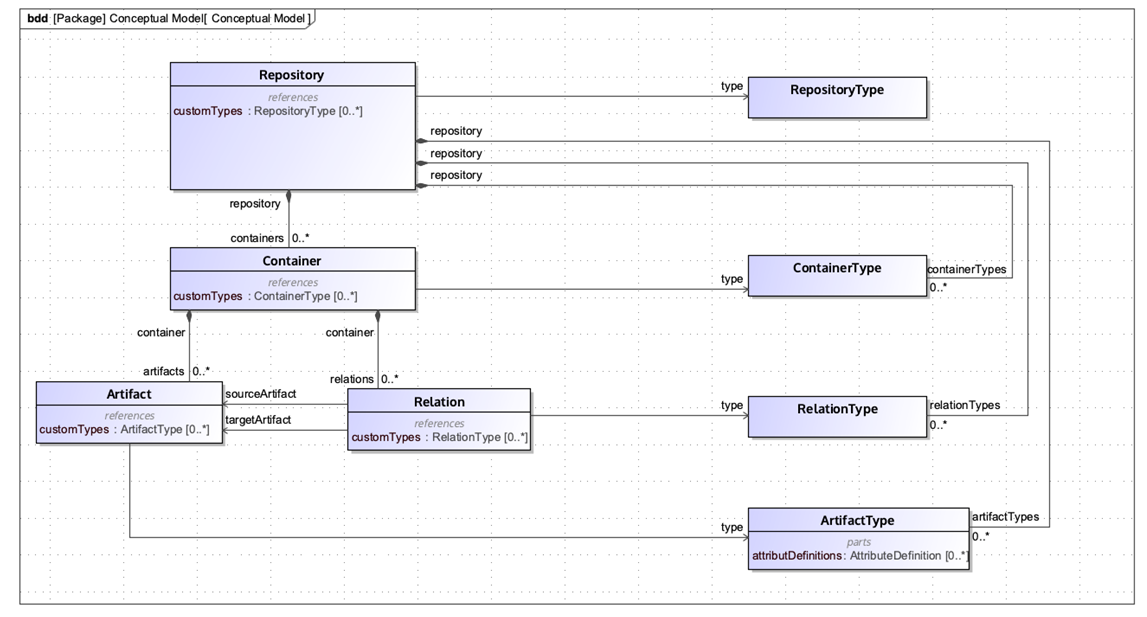 bdd [Package] Conceptual Model[ Conceptual Model ]
Repository
references
customTypes : RepositoryType [0..*]
type
RepositoryType
repository
repository
repository
repository
containers 0..*
Container
references
customTypes : ContainerType [0..*]
type
ContainerType
containerTypes
0..*
container
container
artifacts 0..*
relations 0..*
Artifact
references
customTypes : ArtifactType [0..*]
sourceArtifact
targetArtifact
Relation
references
customTypes : RelationType [0..*]
type
RelationType
relationTypes
0..*
type
ArtifactType
parts
attributDefinitions : AttributeDefinition [0..*]
artifactTypes
0..*